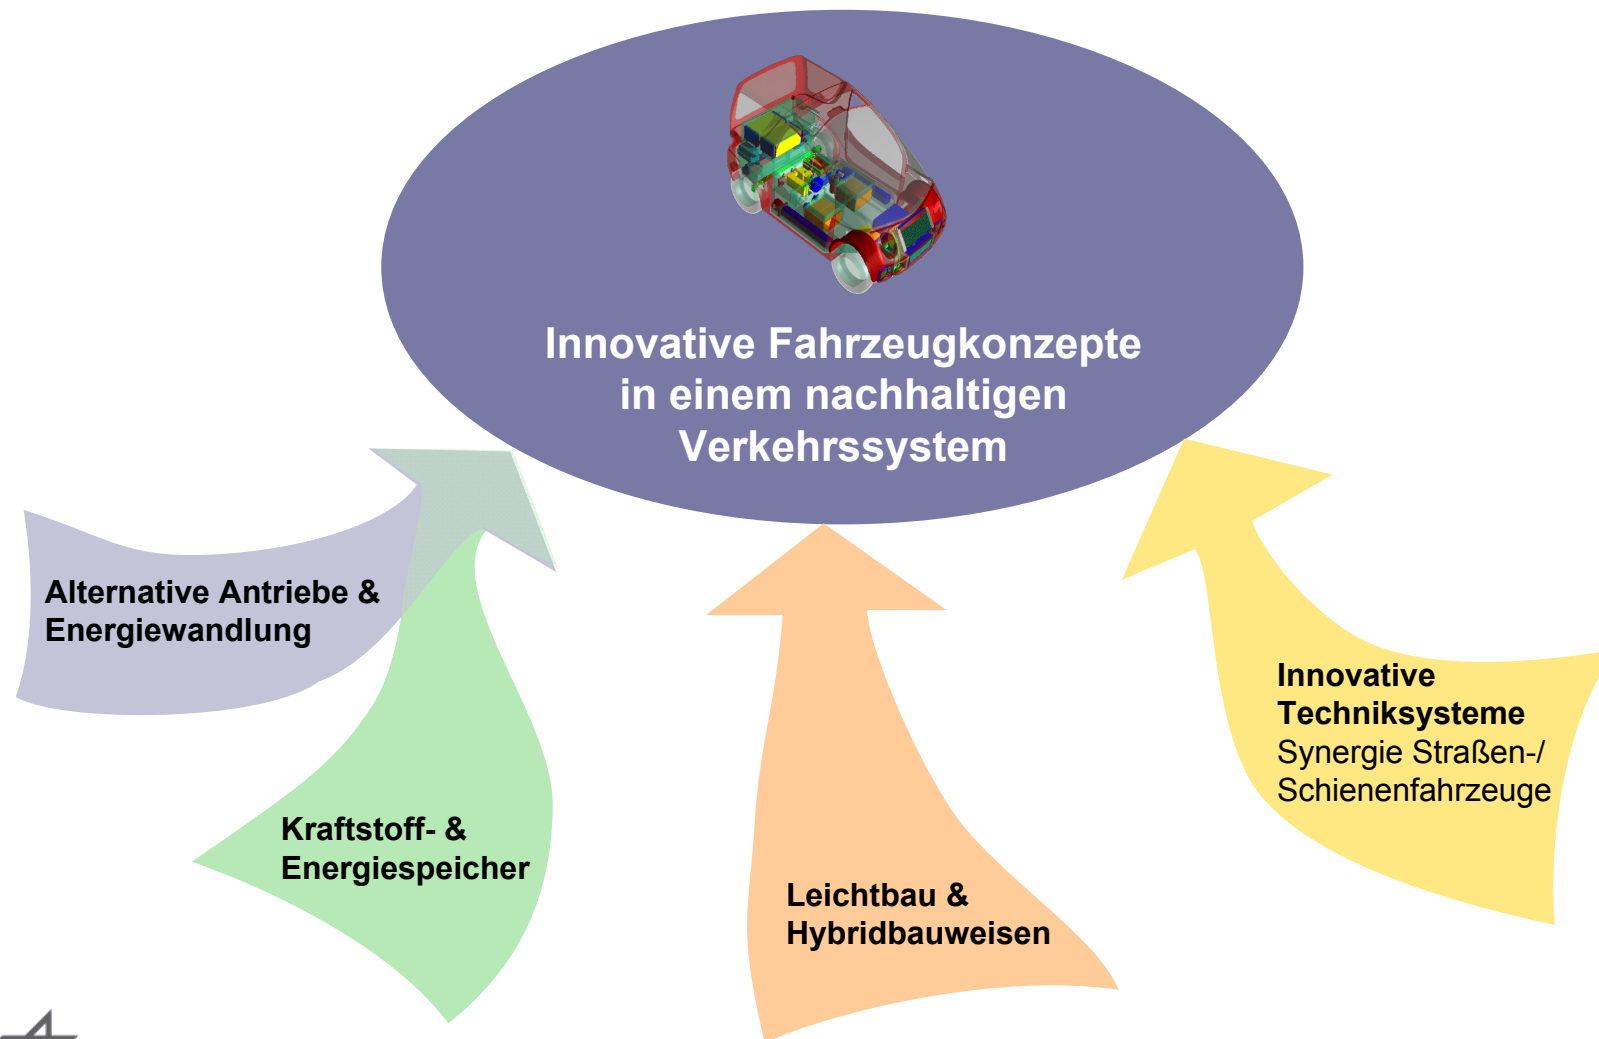 Innovative Fahrzeugkonzepte
in einem nachhaltigen
Verkehrssystem
Alternative Antriebe &
Energiewandlung
Kraftstoff- &
Energiespeicher
Leichtbau &
Hybridbauweisen
Innovative
Techniksysteme
Synergie Straßen-/
Schienenfahrzeuge